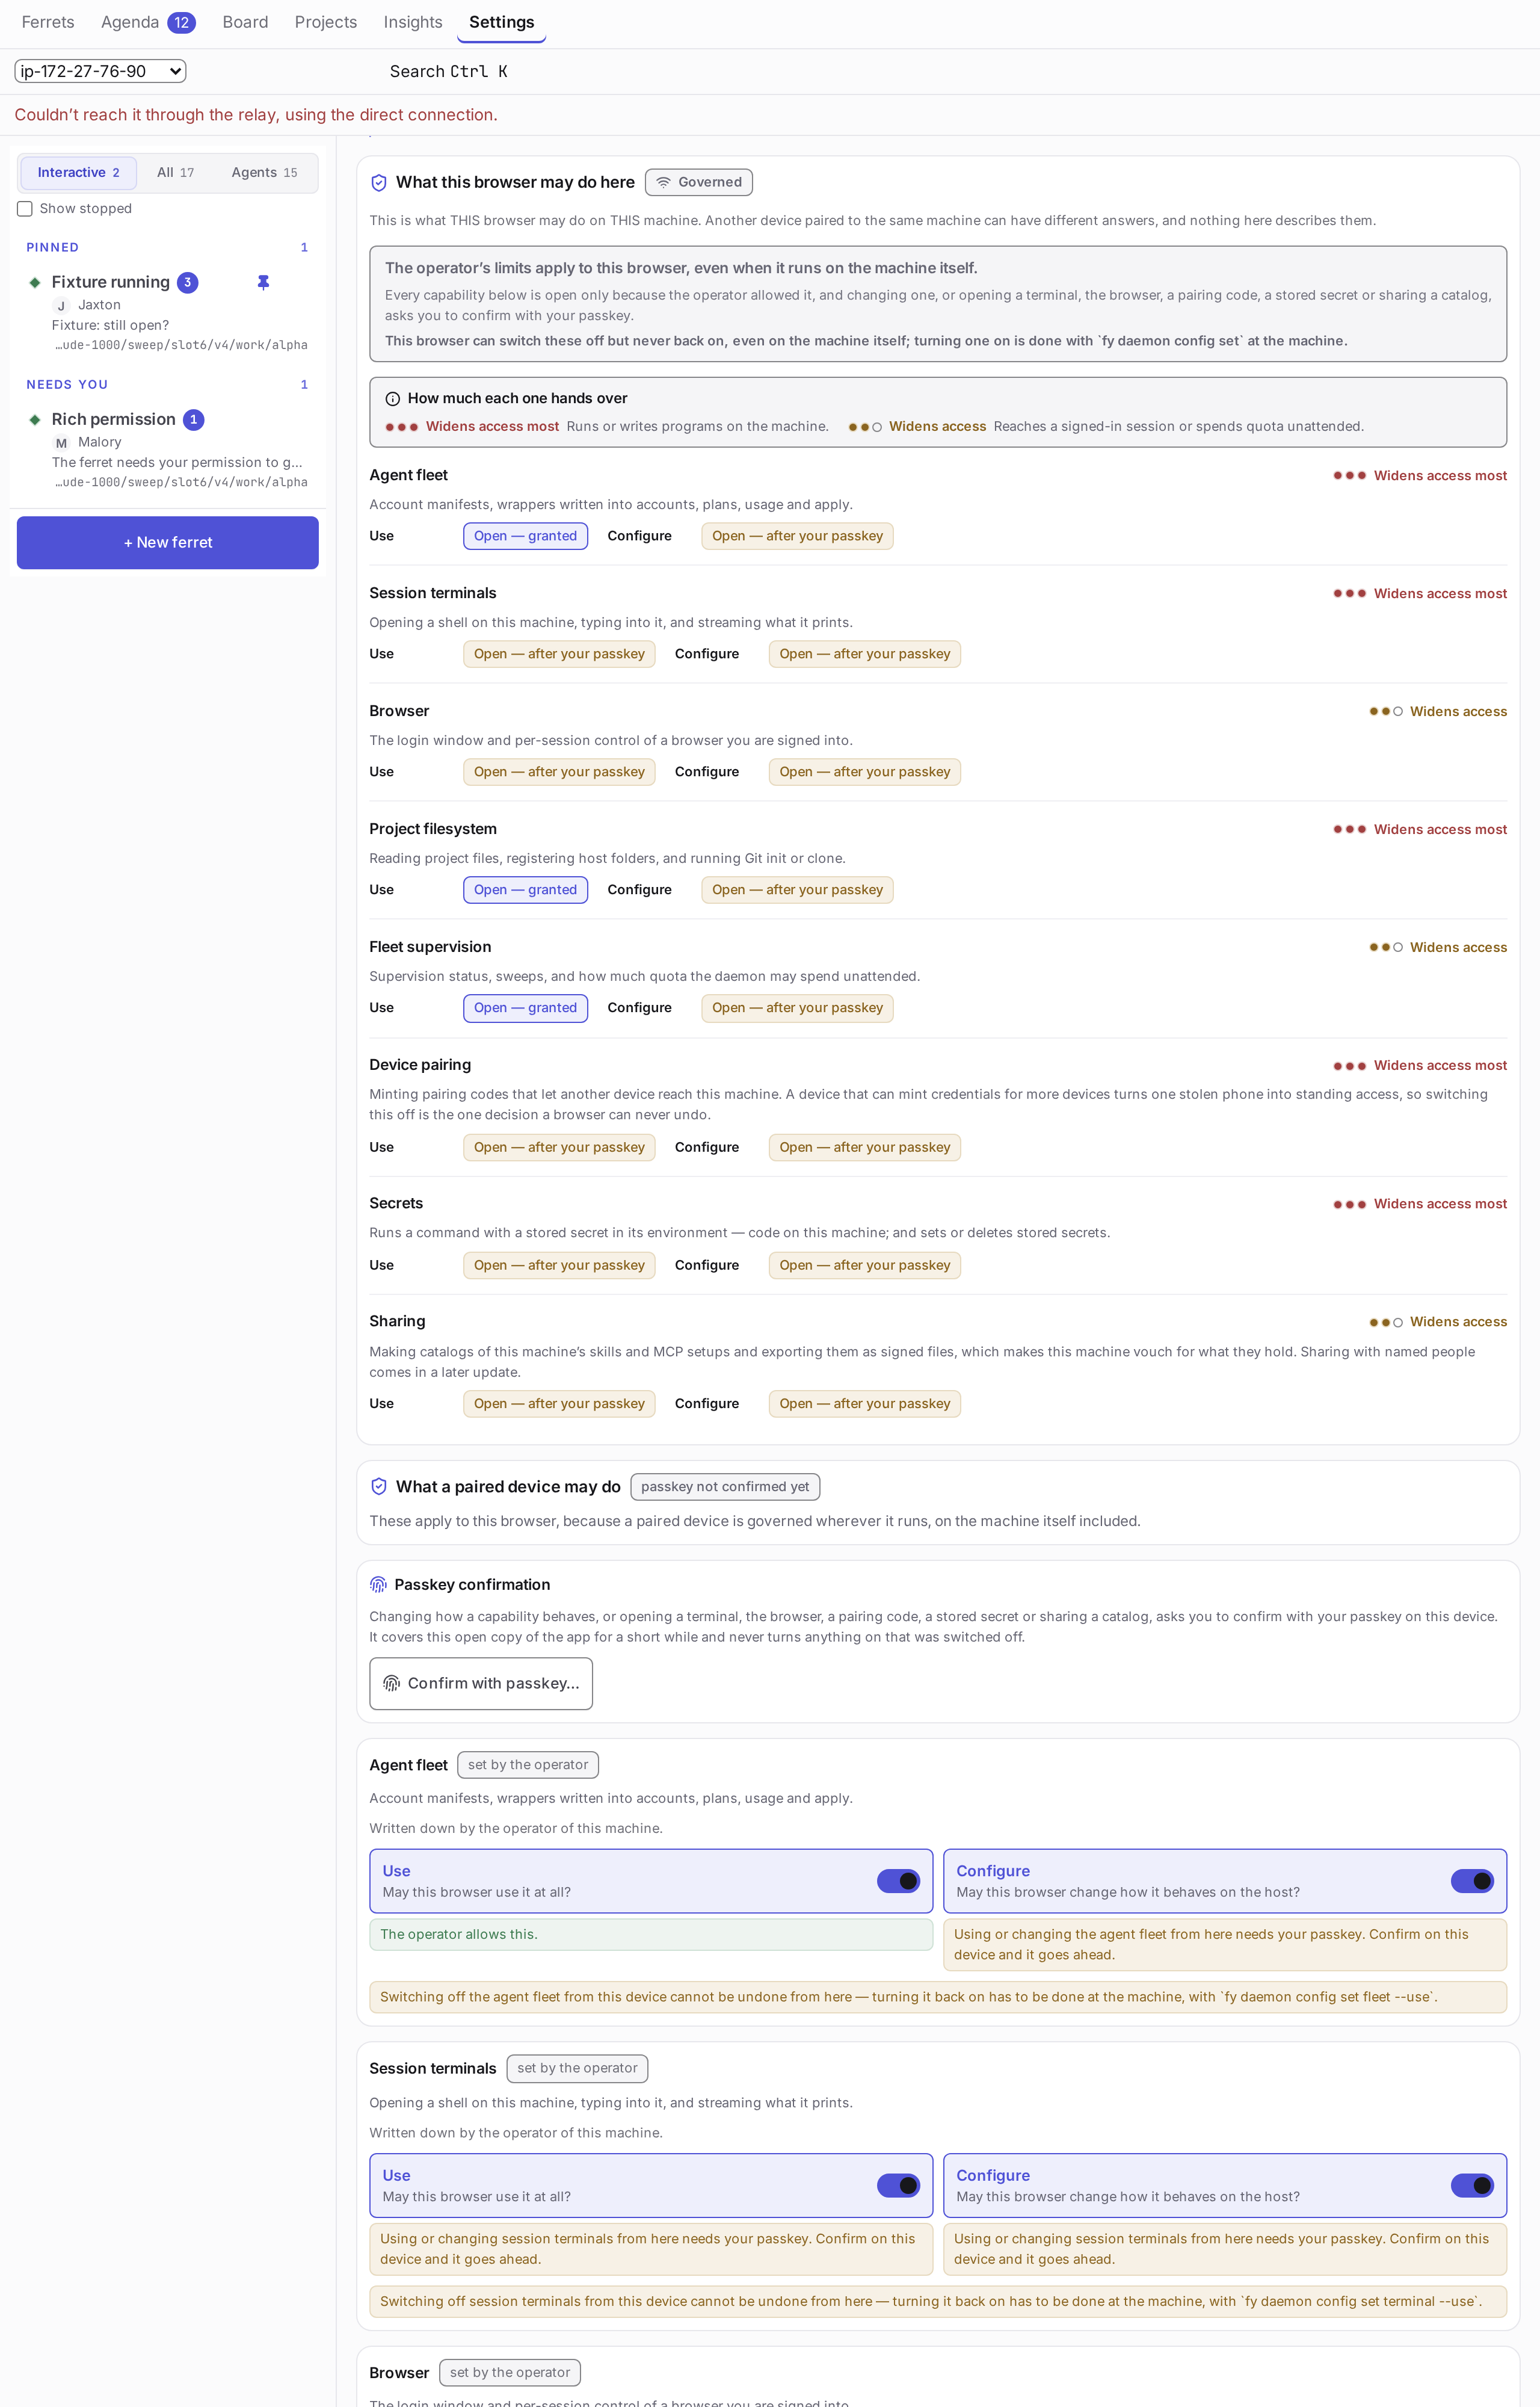 Ferrets Agenda 12 Board Projects Insights Settings
ip-172-27-76-90 Search Ctrl K
Couldn’t reach it through the relay, using the direct connection.
Interactive 2 All 17 Agents 15
Show stopped
PINNED 1
Fixture running 3
J Jaxton
Fixture: still open?
…ude-1000/sweep/slot6/v4/work/alpha
NEEDS YOU 1
Rich permission 1
M Malory
The ferret needs your permission to g…
…ude-1000/sweep/slot6/v4/work/alpha
+ New ferret
What this browser may do here Governed
This is what THIS browser may do on THIS machine. Another device paired to the same machine can have different answers, and nothing here describes them.
The operator’s limits apply to this browser, even when it runs on the machine itself.
Every capability below is open only because the operator allowed it, and changing one, or opening a terminal, the browser, a pairing code, a stored secret or sharing a catalog,
asks you to confirm with your passkey.
This browser can switch these off but never back on, even on the machine itself; turning one on is done with `fy daemon config set` at the machine.
How much each one hands over
Widens access most Runs or writes programs on the machine. Widens access Reaches a signed-in session or spends quota unattended.
Agent fleet Widens access most
Account manifests, wrappers written into accounts, plans, usage and apply.
Use Open — granted Configure Open — after your passkey
Session terminals Widens access most
Opening a shell on this machine, typing into it, and streaming what it prints.
Use Open — after your passkey Configure Open — after your passkey
Browser Widens access
The login window and per-session control of a browser you are signed into.
Use Open — after your passkey Configure Open — after your passkey
Project filesystem Widens access most
Reading project files, registering host folders, and running Git init or clone.
Use Open — granted Configure Open — after your passkey
Fleet supervision Widens access
Supervision status, sweeps, and how much quota the daemon may spend unattended.
Use Open — granted Configure Open — after your passkey
Device pairing Widens access most
Minting pairing codes that let another device reach this machine. A device that can mint credentials for more devices turns one stolen phone into standing access, so switching
this off is the one decision a browser can never undo.
Use Open — after your passkey Configure Open — after your passkey
Secrets Widens access most
Runs a command with a stored secret in its environment — code on this machine; and sets or deletes stored secrets.
Use Open — after your passkey Configure Open — after your passkey
Sharing Widens access
Making catalogs of this machine’s skills and MCP setups and exporting them as signed files, which makes this machine vouch for what they hold. Sharing with named people
comes in a later update.
Use Open — after your passkey Configure Open — after your passkey
What a paired device may do passkey not confirmed yet
These apply to this browser, because a paired device is governed wherever it runs, on the machine itself included.
Passkey confirmation
Changing how a capability behaves, or opening a terminal, the browser, a pairing code, a stored secret or sharing a catalog, asks you to confirm with your passkey on this device.
It covers this open copy of the app for a short while and never turns anything on that was switched off.
Confirm with passkey…
Agent fleet set by the operator
Account manifests, wrappers written into accounts, plans, usage and apply.
Written down by the operator of this machine.
Use Configure
May this browser use it at all? May this browser change how it behaves on the host?
The operator allows this. Using or changing the agent fleet from here needs your passkey. Confirm on this
device and it goes ahead.
Switching off the agent fleet from this device cannot be undone from here — turning it back on has to be done at the machine, with `fy daemon config set fleet --use`.
Session terminals set by the operator
Opening a shell on this machine, typing into it, and streaming what it prints.
Written down by the operator of this machine.
Use Configure
May this browser use it at all? May this browser change how it behaves on the host?
Using or changing session terminals from here needs your passkey. Confirm on this Using or changing session terminals from here needs your passkey. Confirm on this
device and it goes ahead. device and it goes ahead.
Switching off session terminals from this device cannot be undone from here — turning it back on has to be done at the machine, with `fy daemon config set terminal --use`.
Browser set by the operator
The login window and per-session control of a browser you are signed into.